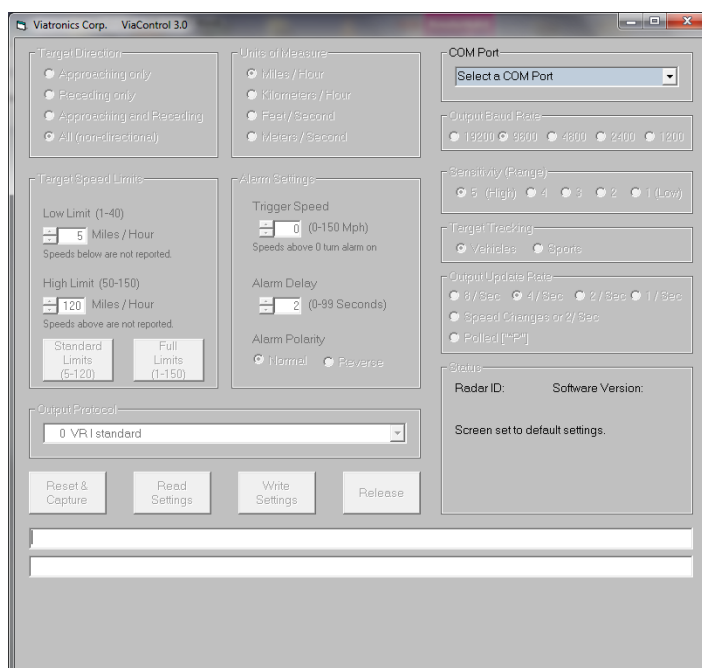 Viatronics Corp. ViaControl 3.0
Target Direction
Approaching only
Receding only
Approaching and Receding
All (non-directional)
Units of Measure
Miles / Hour
Kilometers / Hour
Feet / Second
Meters / Second
COM Port
Select a COM Port
Output Baud Rate
19200 9600 4800 2400 1200
Sensitivity (Range)
5 (High) 4 3 2 1 (Low)
Target Tracking
Vehicles Sports
Output Update Rate
8 / Sec 4 / Sec 2 / Sec 1 / Sec
Speed Changes or 2/ Sec
Polled ["^P"]
Target Speed Limits
Low Limit (1-40)
5 Miles / Hour
Speeds below are not reported.
High Limit (50-150)
120 Miles / Hour
Speeds above are not reported.
Standard
Limits
(5-120)
Full
Limits
(1-150)
Alarm Settings
Trigger Speed
0 (0-150 Mph)
Speeds above 0 turn alarm on
Alarm Delay
2 (0-99 Seconds)
Alarm Polarity
Normal Reverse
Status
Radar ID: Software Version:
Screen set to default settings.
Output Protocol
0 VR I standard
Reset &
Capture
Read
Settings
Write
Settings
Release